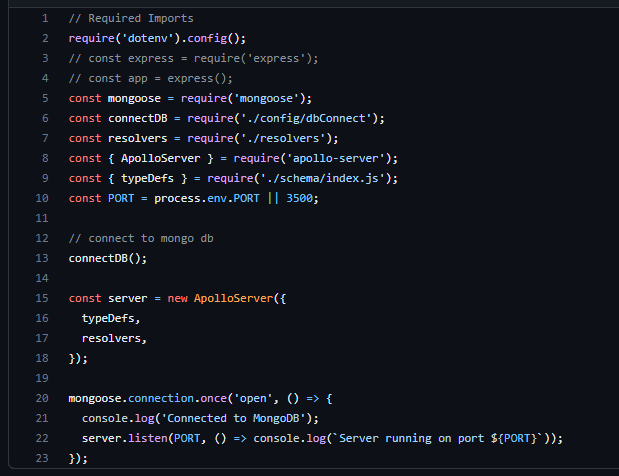 1 // Required Imports
2 require('dotenv').config();
3 // const express = require('express');
4 // const app = express();
5 const mongoose = require('mongoose');
6 const connectDB = require('./config/dbConnect');
7 const resolvers = require('./resolvers');
8 const { ApolloServer } = require('apollo-server');
9 const { typeDefs } = require('./schema/index.js');
10 const PORT = process.env.PORT || 3500;
11
12 // connect to mongo db
13 connectDB();
14
15 const server = new ApolloServer({
16   typeDefs,
17   resolvers,
18 });
19
20 mongoose.connection.once('open', () => {
21   console.log('Connected to MongoDB');
22   server.listen(PORT, () => console.log(`Server running on port ${PORT}`));
23 });